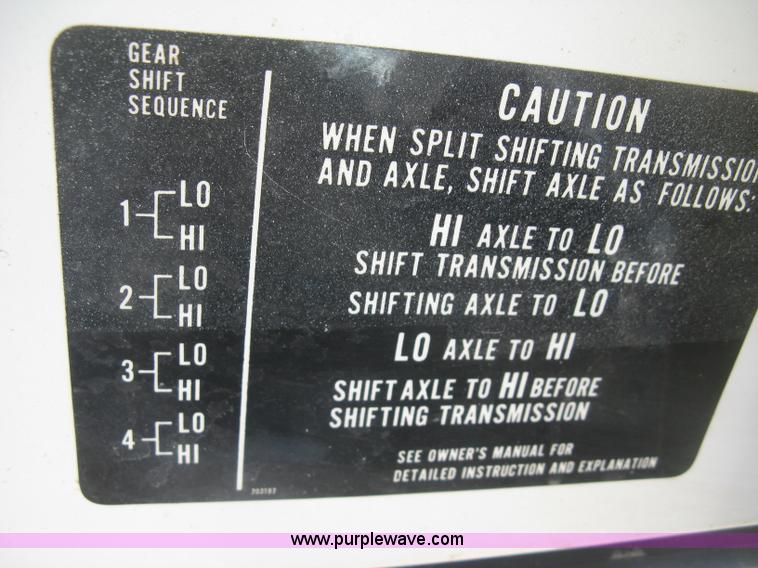 GEAR
SHIFT
SEQUENCE
1 LO
HI
2 LO
HI
3 LO
HI
4 LO
HI
CAUTION
WHEN SPLIT SHIFTING TRANSMISSION
AND AXLE, SHIFT AXLE AS FOLLOWS:
HI AXLE TO LO
SHIFT TRANSMISSION BEFORE
SHIFTING AXLE TO LO
LO AXLE TO HI
SHIFT AXLE TO HI BEFORE
SHIFTING TRANSMISSION
SEE OWNER'S MANUAL FOR
DETAILED INSTRUCTION AND EXPLANATION
www.purplewave.com